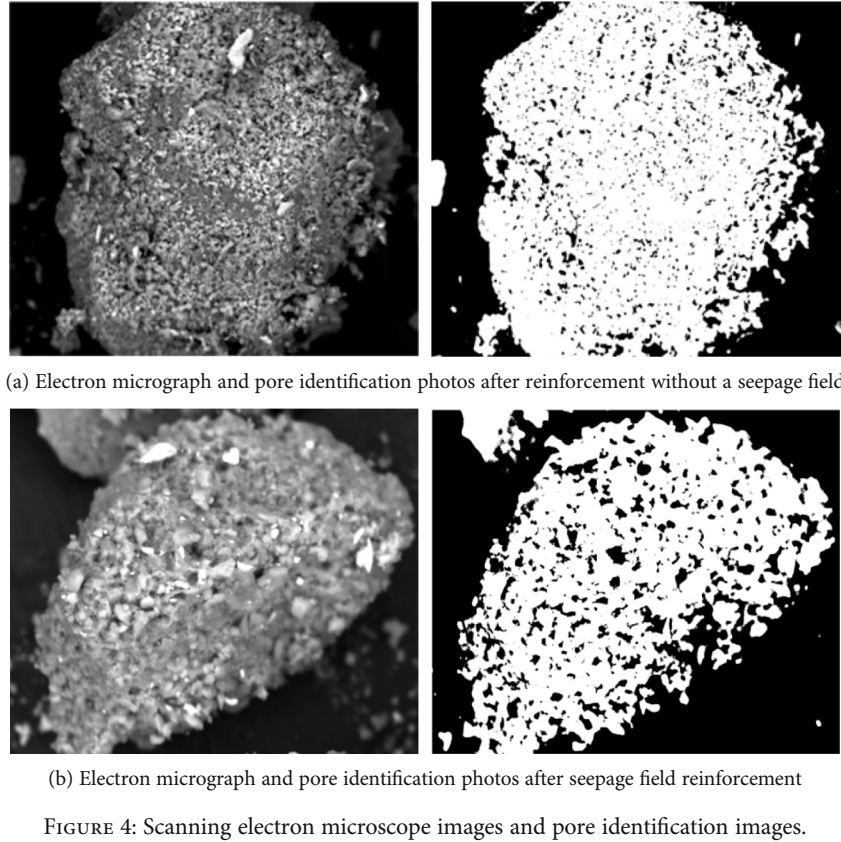 (a) Electron micrograph and pore identification photos after reinforcement without a seepage field
(b) Electron micrograph and pore identification photos after seepage field reinforcement
FIGURE 4: Scanning electron microscope images and pore identification images.